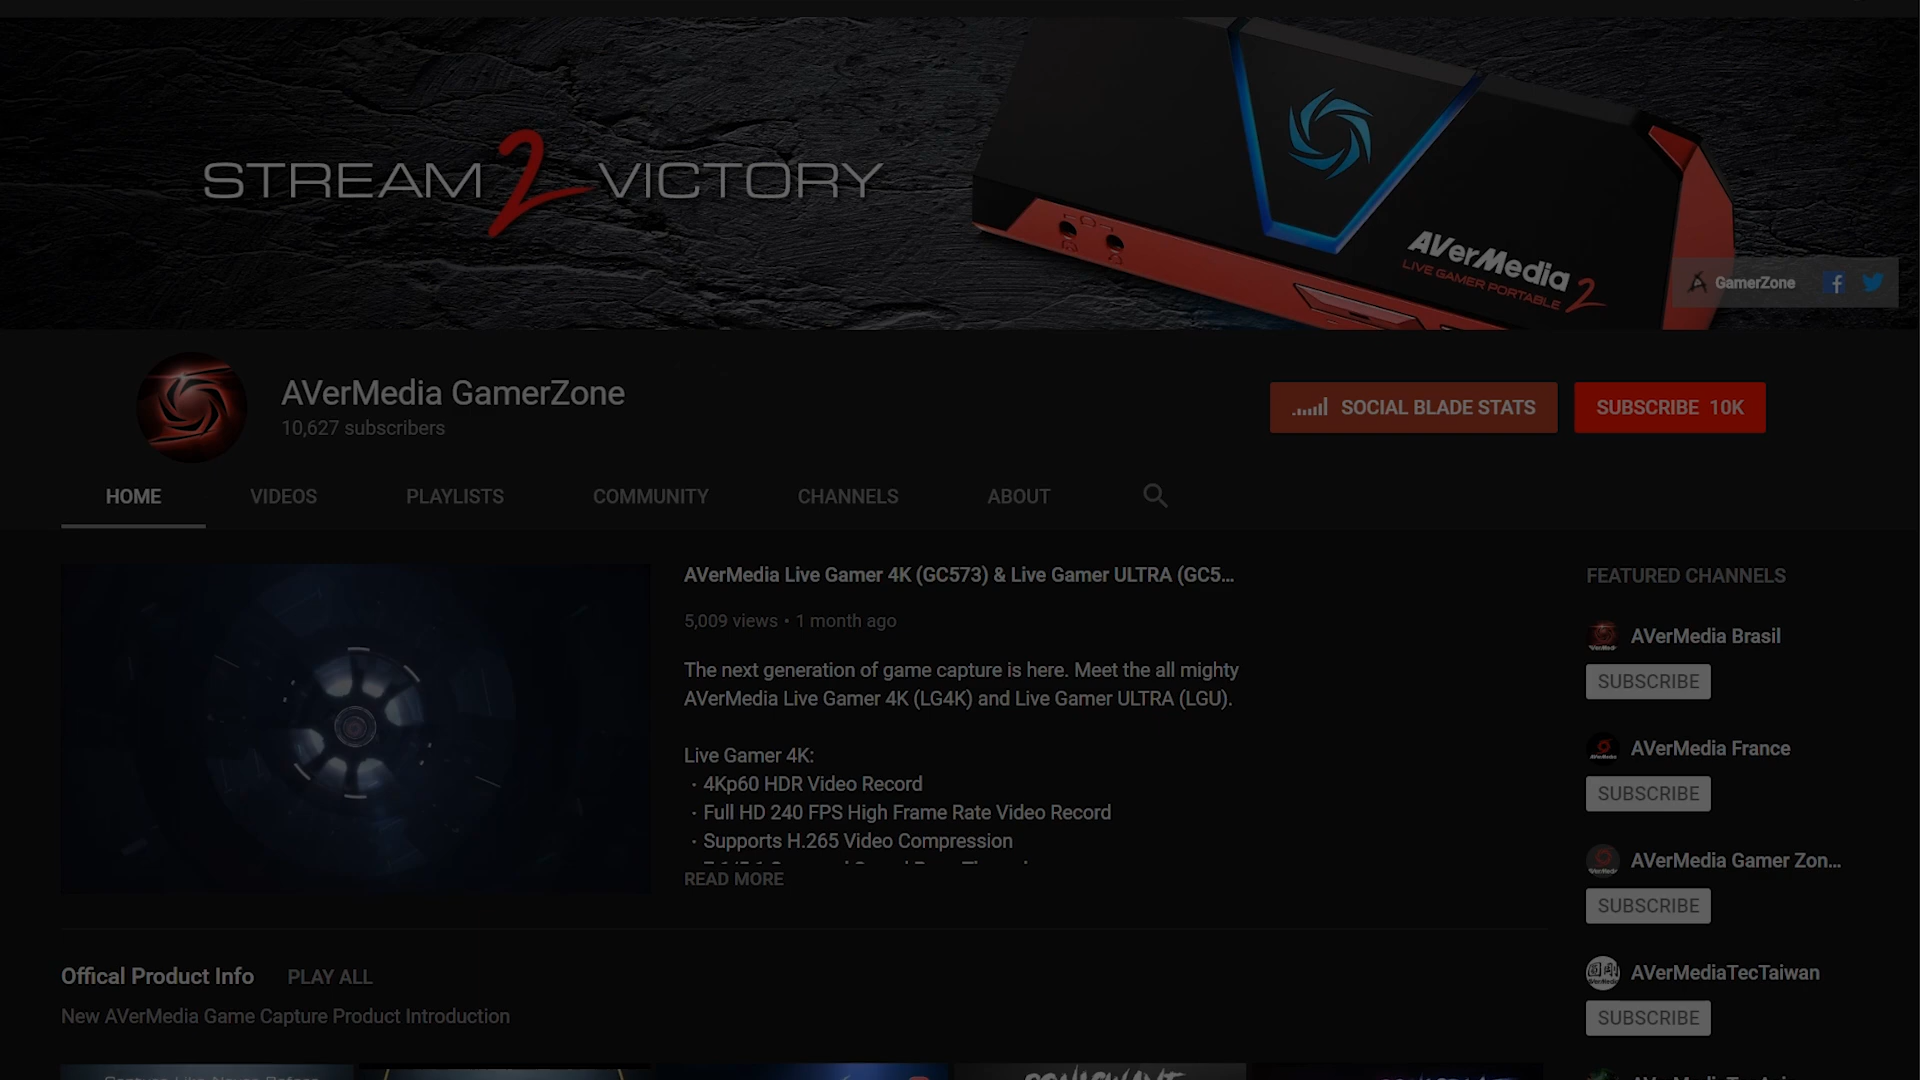 STREAM 2 VICTORY
AVerMedia
LIVE GAMER PORTABLE 2
GamerZone
AVerMedia GamerZone
10,627 subscribers
SOCIAL BLADE STATS
SUBSCRIBE 10K
HOME VIDEOS PLAYLISTS COMMUNITY CHANNELS ABOUT
AVerMedia Live Gamer 4K (GC573) & Live Gamer ULTRA (GC5...
5,009 views • 1 month ago
The next generation of game capture is here. Meet the all mighty
AVerMedia Live Gamer 4K (LG4K) and Live Gamer ULTRA (LGU).
Live Gamer 4K:
・4Kp60 HDR Video Record
・Full HD 240 FPS High Frame Rate Video Record
・Supports H.265 Video Compression
READ MORE
FEATURED CHANNELS
AVerMedia Brasil
SUBSCRIBE
AVerMedia France
SUBSCRIBE
AVerMedia Gamer Zon...
SUBSCRIBE
AVerMediaTecTaiwan
SUBSCRIBE
Offical Product Info PLAY ALL
New AVerMedia Game Capture Product Introduction